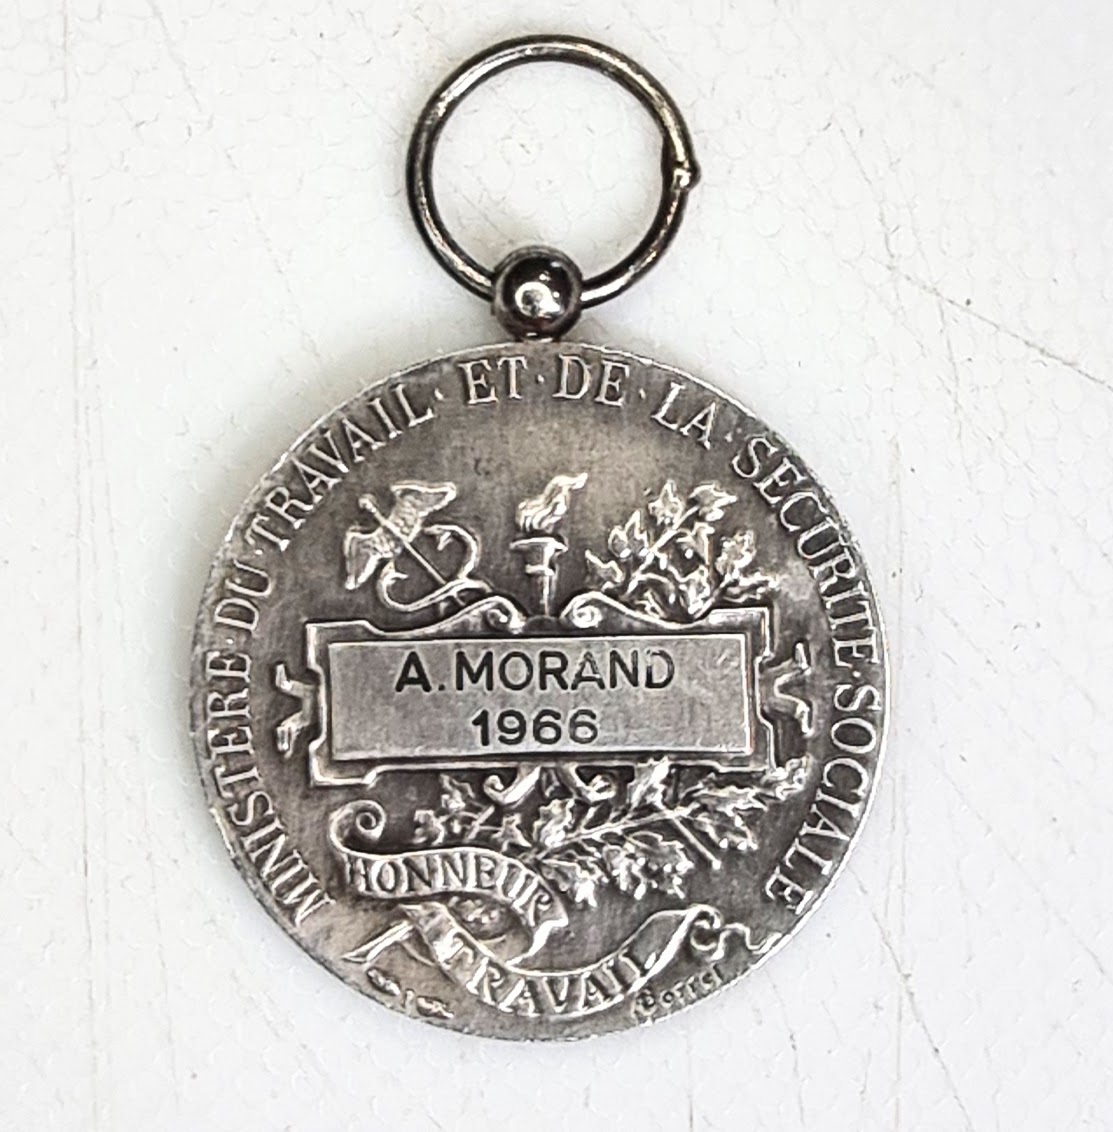 MINISTERE·DU·TRAVAIL·ET·DE·LA·SECURITE·SOCIALE
A.MORAND
1966
HONNEUR
TRAVAIL
Borrel